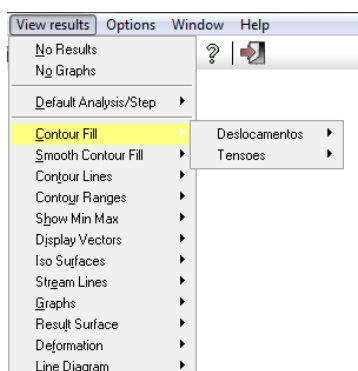 View results Options Window Help
No Results
No Graphs
Default Analysis/Step
Contour Fill
Smooth Contour Fill
Contour Lines
Contour Ranges
Show Min Max
Display Vectors
Iso Surfaces
Stream Lines
Graphs
Result Surface
Deformation
Line Diagram
Deslocamentos
Tensoes